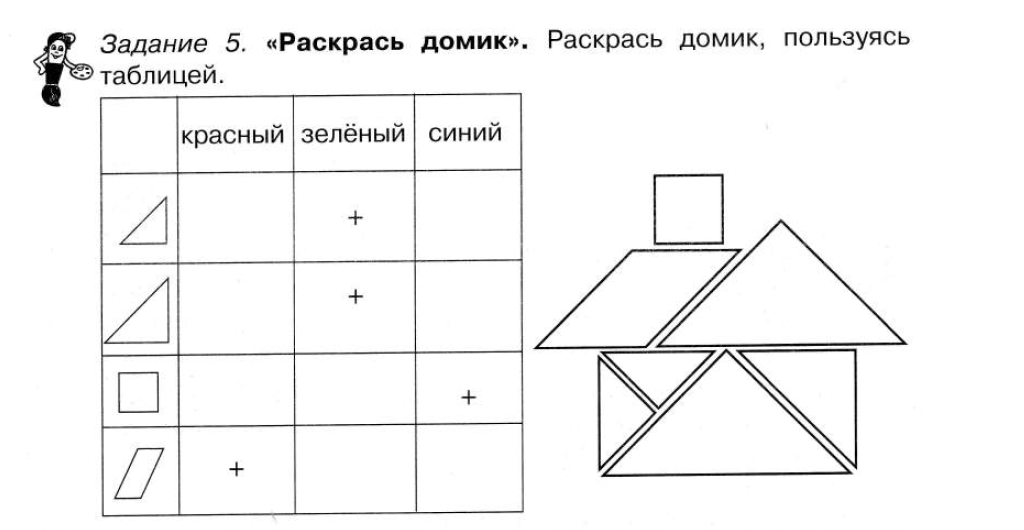 Задание 5. «Раскрась домик». Раскрась домик, пользуясь
таблицей.
красный зелёный синий
+
+
+
+